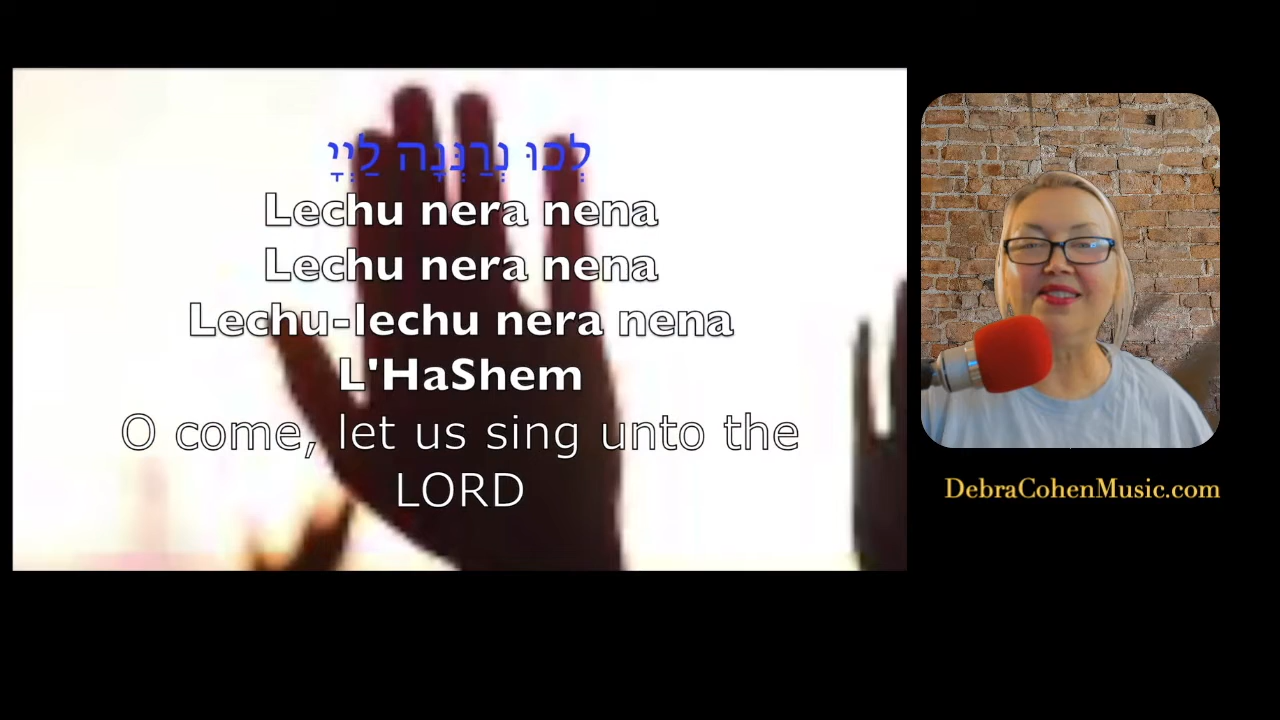 לְכוּ נְרַנְּנָה לַיְיָ
Lechu nera nena
Lechu nera nena
Lechu-lechu nera nena
L'HaShem
O come, let us sing unto the
LORD
DebraCohenMusic.com